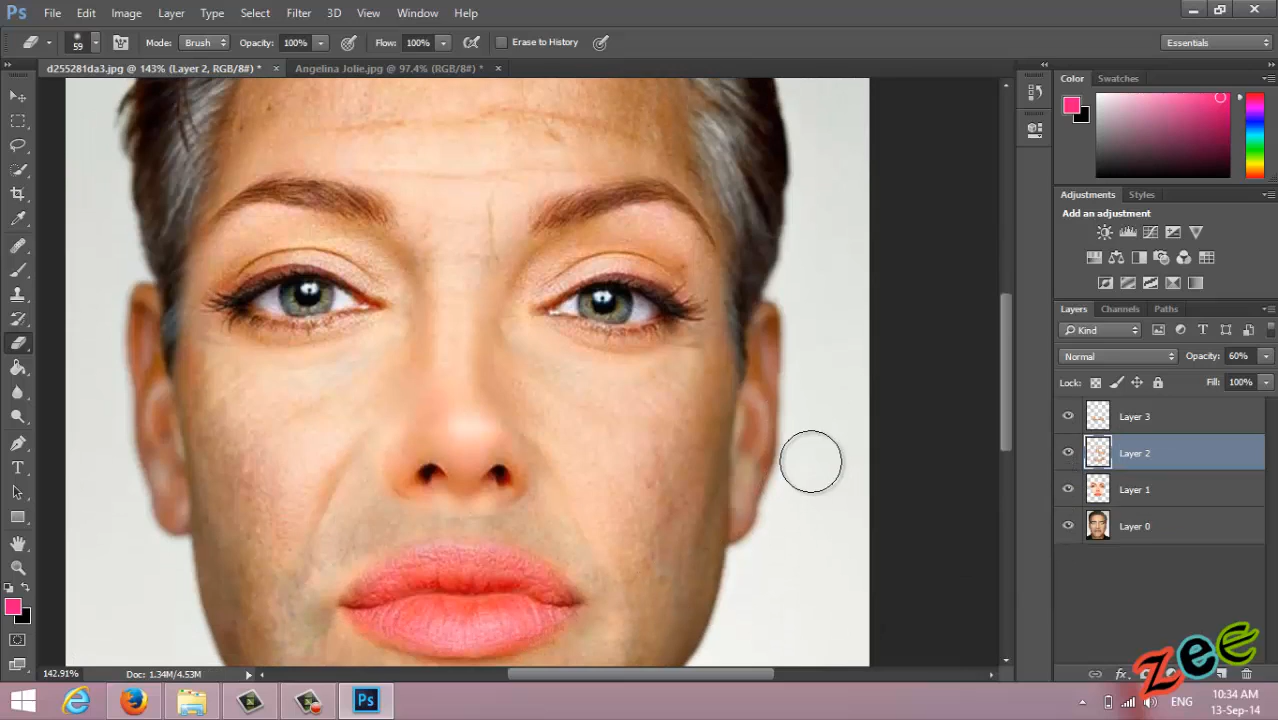 Ps File Edit Image Layer Type Select Filter 3D View Window Help
59 Mode: Brush Opacity: 100% Flow: 100% Erase to History Essentials
d255281da3.jpg @ 143% (Layer 2, RGB/8#) * × Angelina Jolie.jpg @ 97.4% (RGB/8#) * ×
Color Swatches
Adjustments Styles
Add an adjustment
Layers Channels Paths
Kind
Normal Opacity: 60%
Lock: Fill: 100%
Layer 3
Layer 2
Layer 1
Layer 0
142.91% Doc: 1.34M/4.53M
zee
Ps ENG 10:34 AM
13-Sep-14